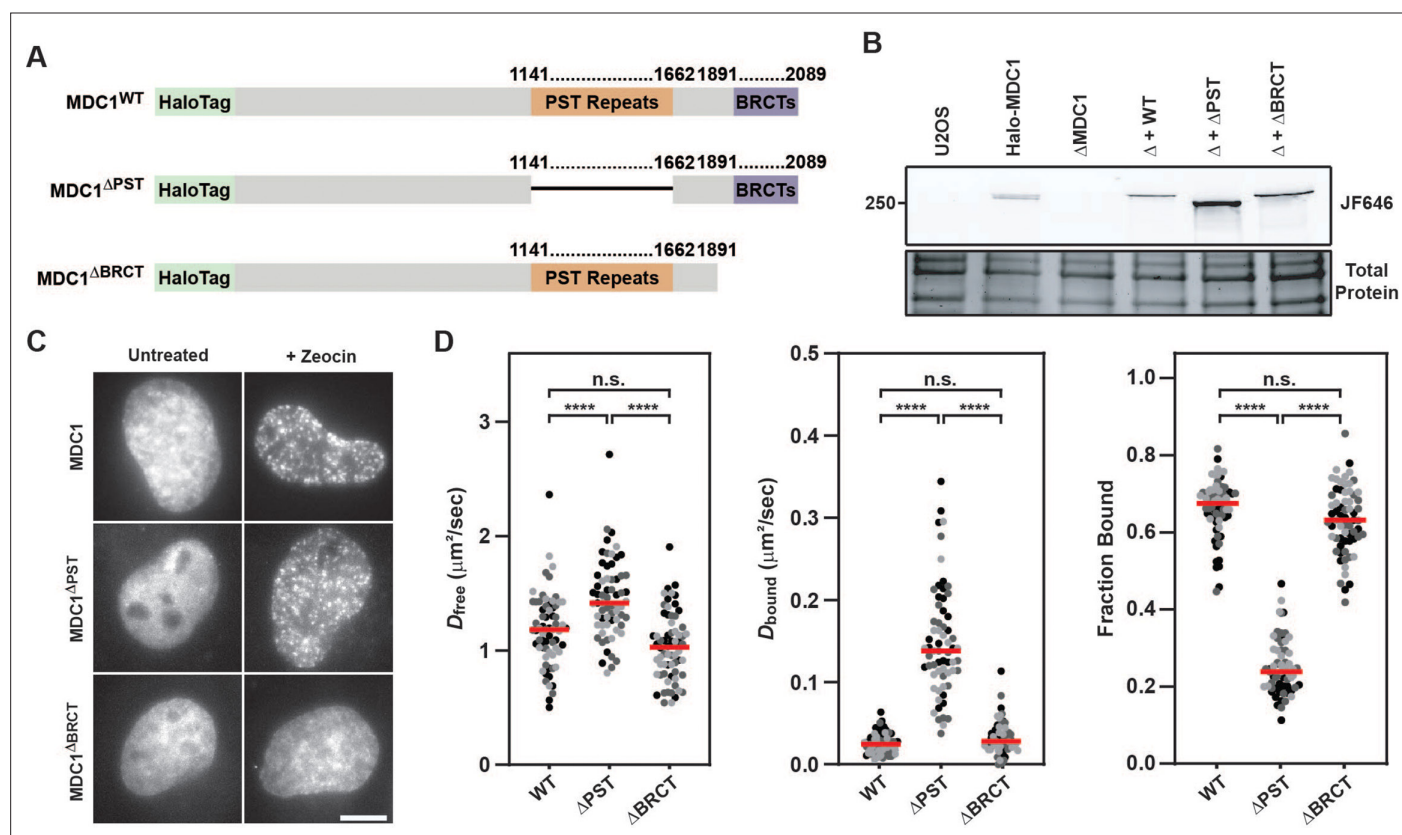 A
1141....................1662 1891.........2089
MDC1WT HaloTag PST Repeats BRCTs
1141....................1662 1891.........2089
MDC1ΔPST HaloTag BRCTs
1141....................1662 1891
MDC1ΔBRCT HaloTag PST Repeats
B
U2OS
Halo-MDC1
ΔMDC1
Δ + WT
Δ + ΔPST
Δ + ΔBRCT
250
JF646
Total
Protein
C
Untreated + Zeocin
MDC1
MDC1ΔPST
MDC1ΔBRCT
D
Dfree (μm²/sec)
3
2
1
0
n.s.
**** ****
WT
ΔPST
ΔBRCT
Dbound (μm²/sec)
0.5
0.4
0.3
0.2
0.1
0.0
n.s.
**** ****
WT
ΔPST
ΔBRCT
Fraction Bound
1.0
0.8
0.6
0.4
0.2
0.0
n.s.
**** ****
WT
ΔPST
ΔBRCT